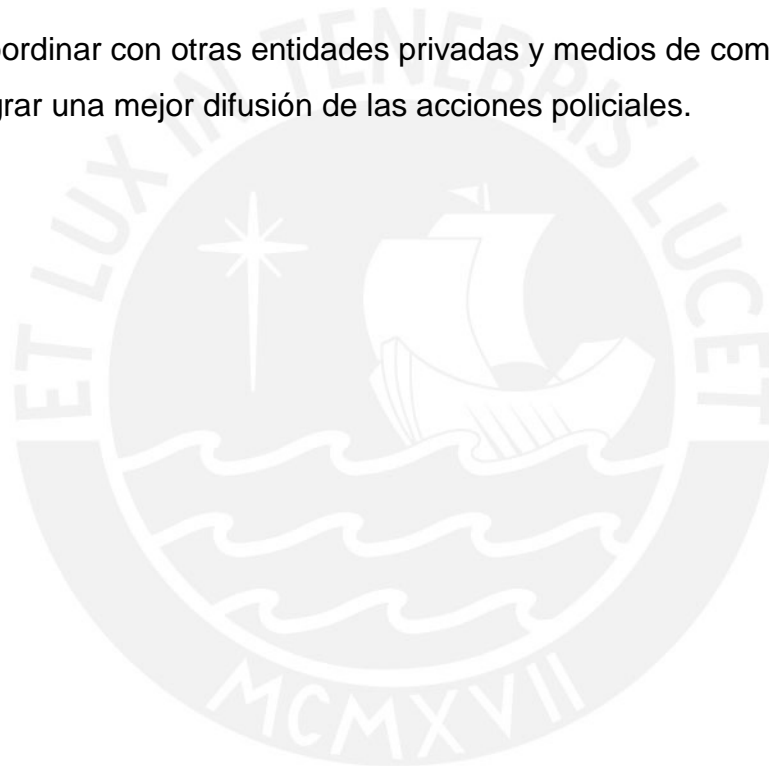 ordinar con otras entidades privadas y medios de com
rar una mejor difusión de las acciones policiales.
ET LUX IN TENEBRIS LUCET
MCMXVII